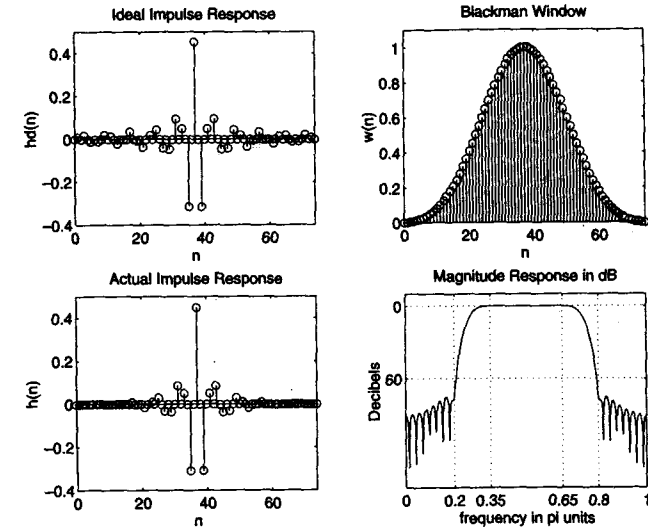 Ideal Impulse Response
0.4
0.2
0
−0.2
−0.4
hd(n)
0 20 40 60
n
Blackman Window
1
0.8
0.6
0.4
0.2
0
w(n)
0 20 40 60
n
Actual Impulse Response
0.4
0.2
0
−0.2
−0.4
h(n)
0 20 40 60
n
Magnitude Response in dB
0
60
Decibels
0 0.2 0.35 0.65 0.8 1
frequency in pi units